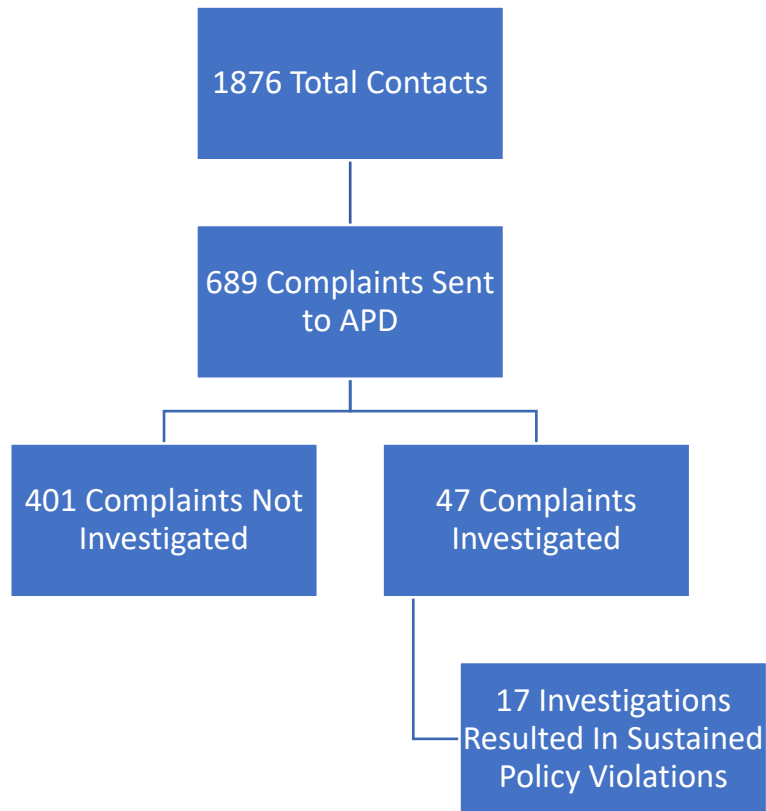 1876 Total Contacts
689 Complaints Sent
to APD
401 Complaints Not
Investigated
47 Complaints
Investigated
17 Investigations
Resulted In Sustained
Policy Violations